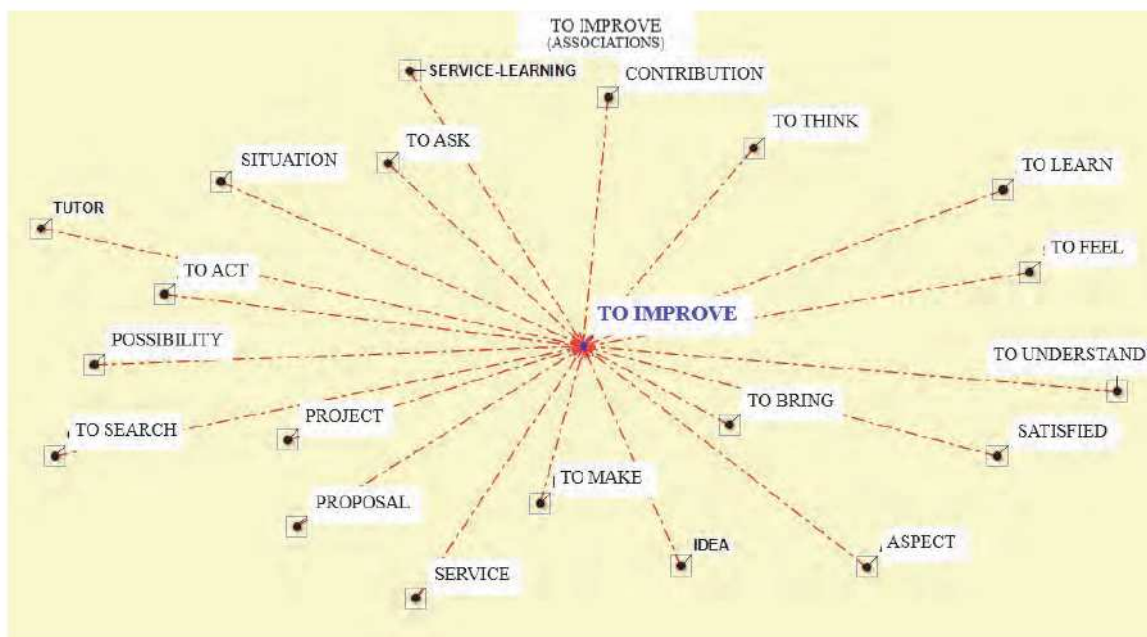 TO IMPROVE
(ASSOCIATIONS)
SERVICE-LEARNING
CONTRIBUTION
TO THINK
TO ASK
SITUATION
TO LEARN
TUTOR
TO FEEL
TO ACT
TO IMPROVE
POSSIBILITY
TO UNDERSTAND
TO BRING
TO SEARCH
PROJECT
SATISFIED
TO MAKE
PROPOSAL
IDEA
ASPECT
SERVICE